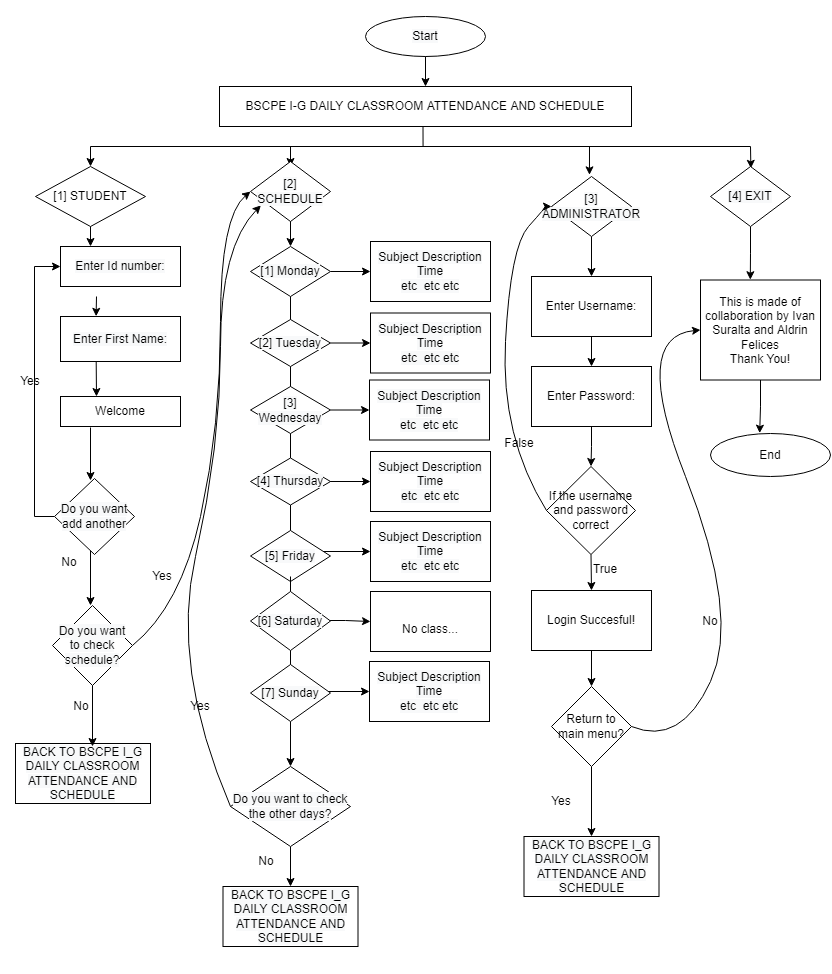 Start
BSCPE I-G DAILY CLASSROOM ATTENDANCE AND SCHEDULE
[1] STUDENT
Enter Id number:
Enter First Name:
Welcome
Yes
Do you want
add another
No
Yes
Do you want
to check
schedule?
No
BACK TO BSCPE I_G
DAILY CLASSROOM
ATTENDANCE AND
SCHEDULE
[2]
SCHEDULE
[1] Monday
Subject Description
Time
etc etc etc
[2] Tuesday
Subject Description
Time
etc etc etc
[3]
Wednesday
Subject Description
Time
etc etc etc
[4] Thursday
Subject Description
Time
etc etc etc
[5] Friday
Subject Description
Time
etc etc etc
[6] Saturday
No class...
[7] Sunday
Subject Description
Time
etc etc etc
Yes
Do you want to check
the other days?
No
BACK TO BSCPE I_G
DAILY CLASSROOM
ATTENDANCE AND
SCHEDULE
[3]
ADMINISTRATOR
Enter Username:
Enter Password:
False
If the username
and password
correct
True
Login Succesful!
No
Return to
main menu?
Yes
BACK TO BSCPE I_G
DAILY CLASSROOM
ATTENDANCE AND
SCHEDULE
[4] EXIT
This is made of
collaboration by Ivan
Suralta and Aldrin
Felices
Thank You!
End